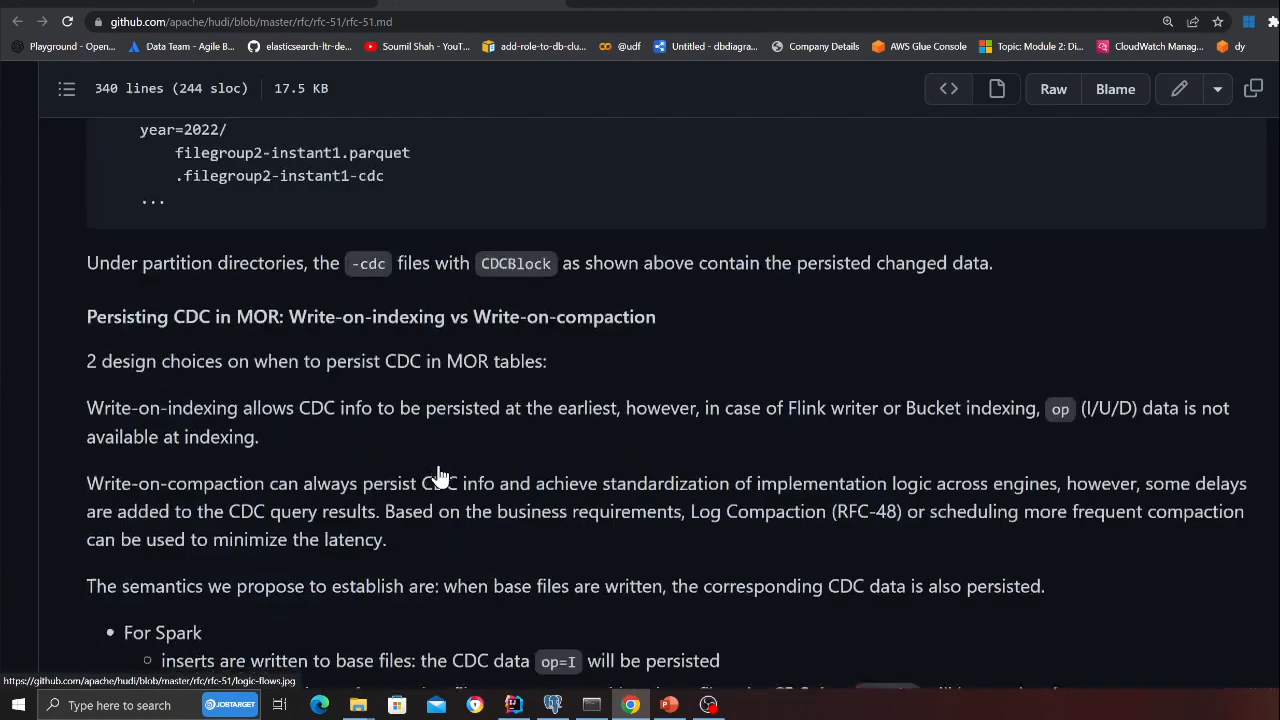 github.com/apache/hudi/blob/master/rfc/rfc-51/rfc-51.md
Playground - Open... Data Team - Agile B... elasticsearch-ltr-de... Soumil Shah - YouT... add-role-to-db-clu... @udf Untitled - dbdiagra... Company Details AWS Glue Console Topic: Module 2: Di... CloudWatch Manag... dy
340 lines (244 sloc) 17.5 KB Raw Blame
year=2022/
filegroup2-instant1.parquet
.filegroup2-instant1-cdc
...
Under partition directories, the -cdc files with CDCBlock as shown above contain the persisted changed data.
Persisting CDC in MOR: Write-on-indexing vs Write-on-compaction
2 design choices on when to persist CDC in MOR tables:
Write-on-indexing allows CDC info to be persisted at the earliest, however, in case of Flink writer or Bucket indexing, op (I/U/D) data is not
available at indexing.
Write-on-compaction can always persist CDC info and achieve standardization of implementation logic across engines, however, some delays
are added to the CDC query results. Based on the business requirements, Log Compaction (RFC-48) or scheduling more frequent compaction
can be used to minimize the latency.
The semantics we propose to establish are: when base files are written, the corresponding CDC data is also persisted.
For Spark
inserts are written to base files: the CDC data op=I will be persisted
https://github.com/apache/hudi/blob/master/rfc/rfc-51/logic-flows.jpg
Type here to search JOBTARGET